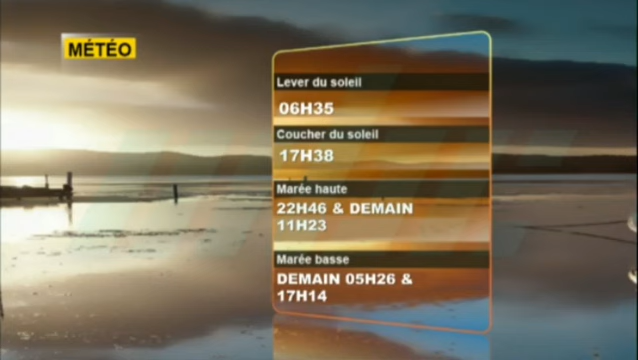 MÉTÉO
Lever du soleil
06H35
Coucher du soleil
17H38
Marée haute
22H46 & DEMAIN
11H23
Marée basse
DEMAIN 05H26 &
17H14